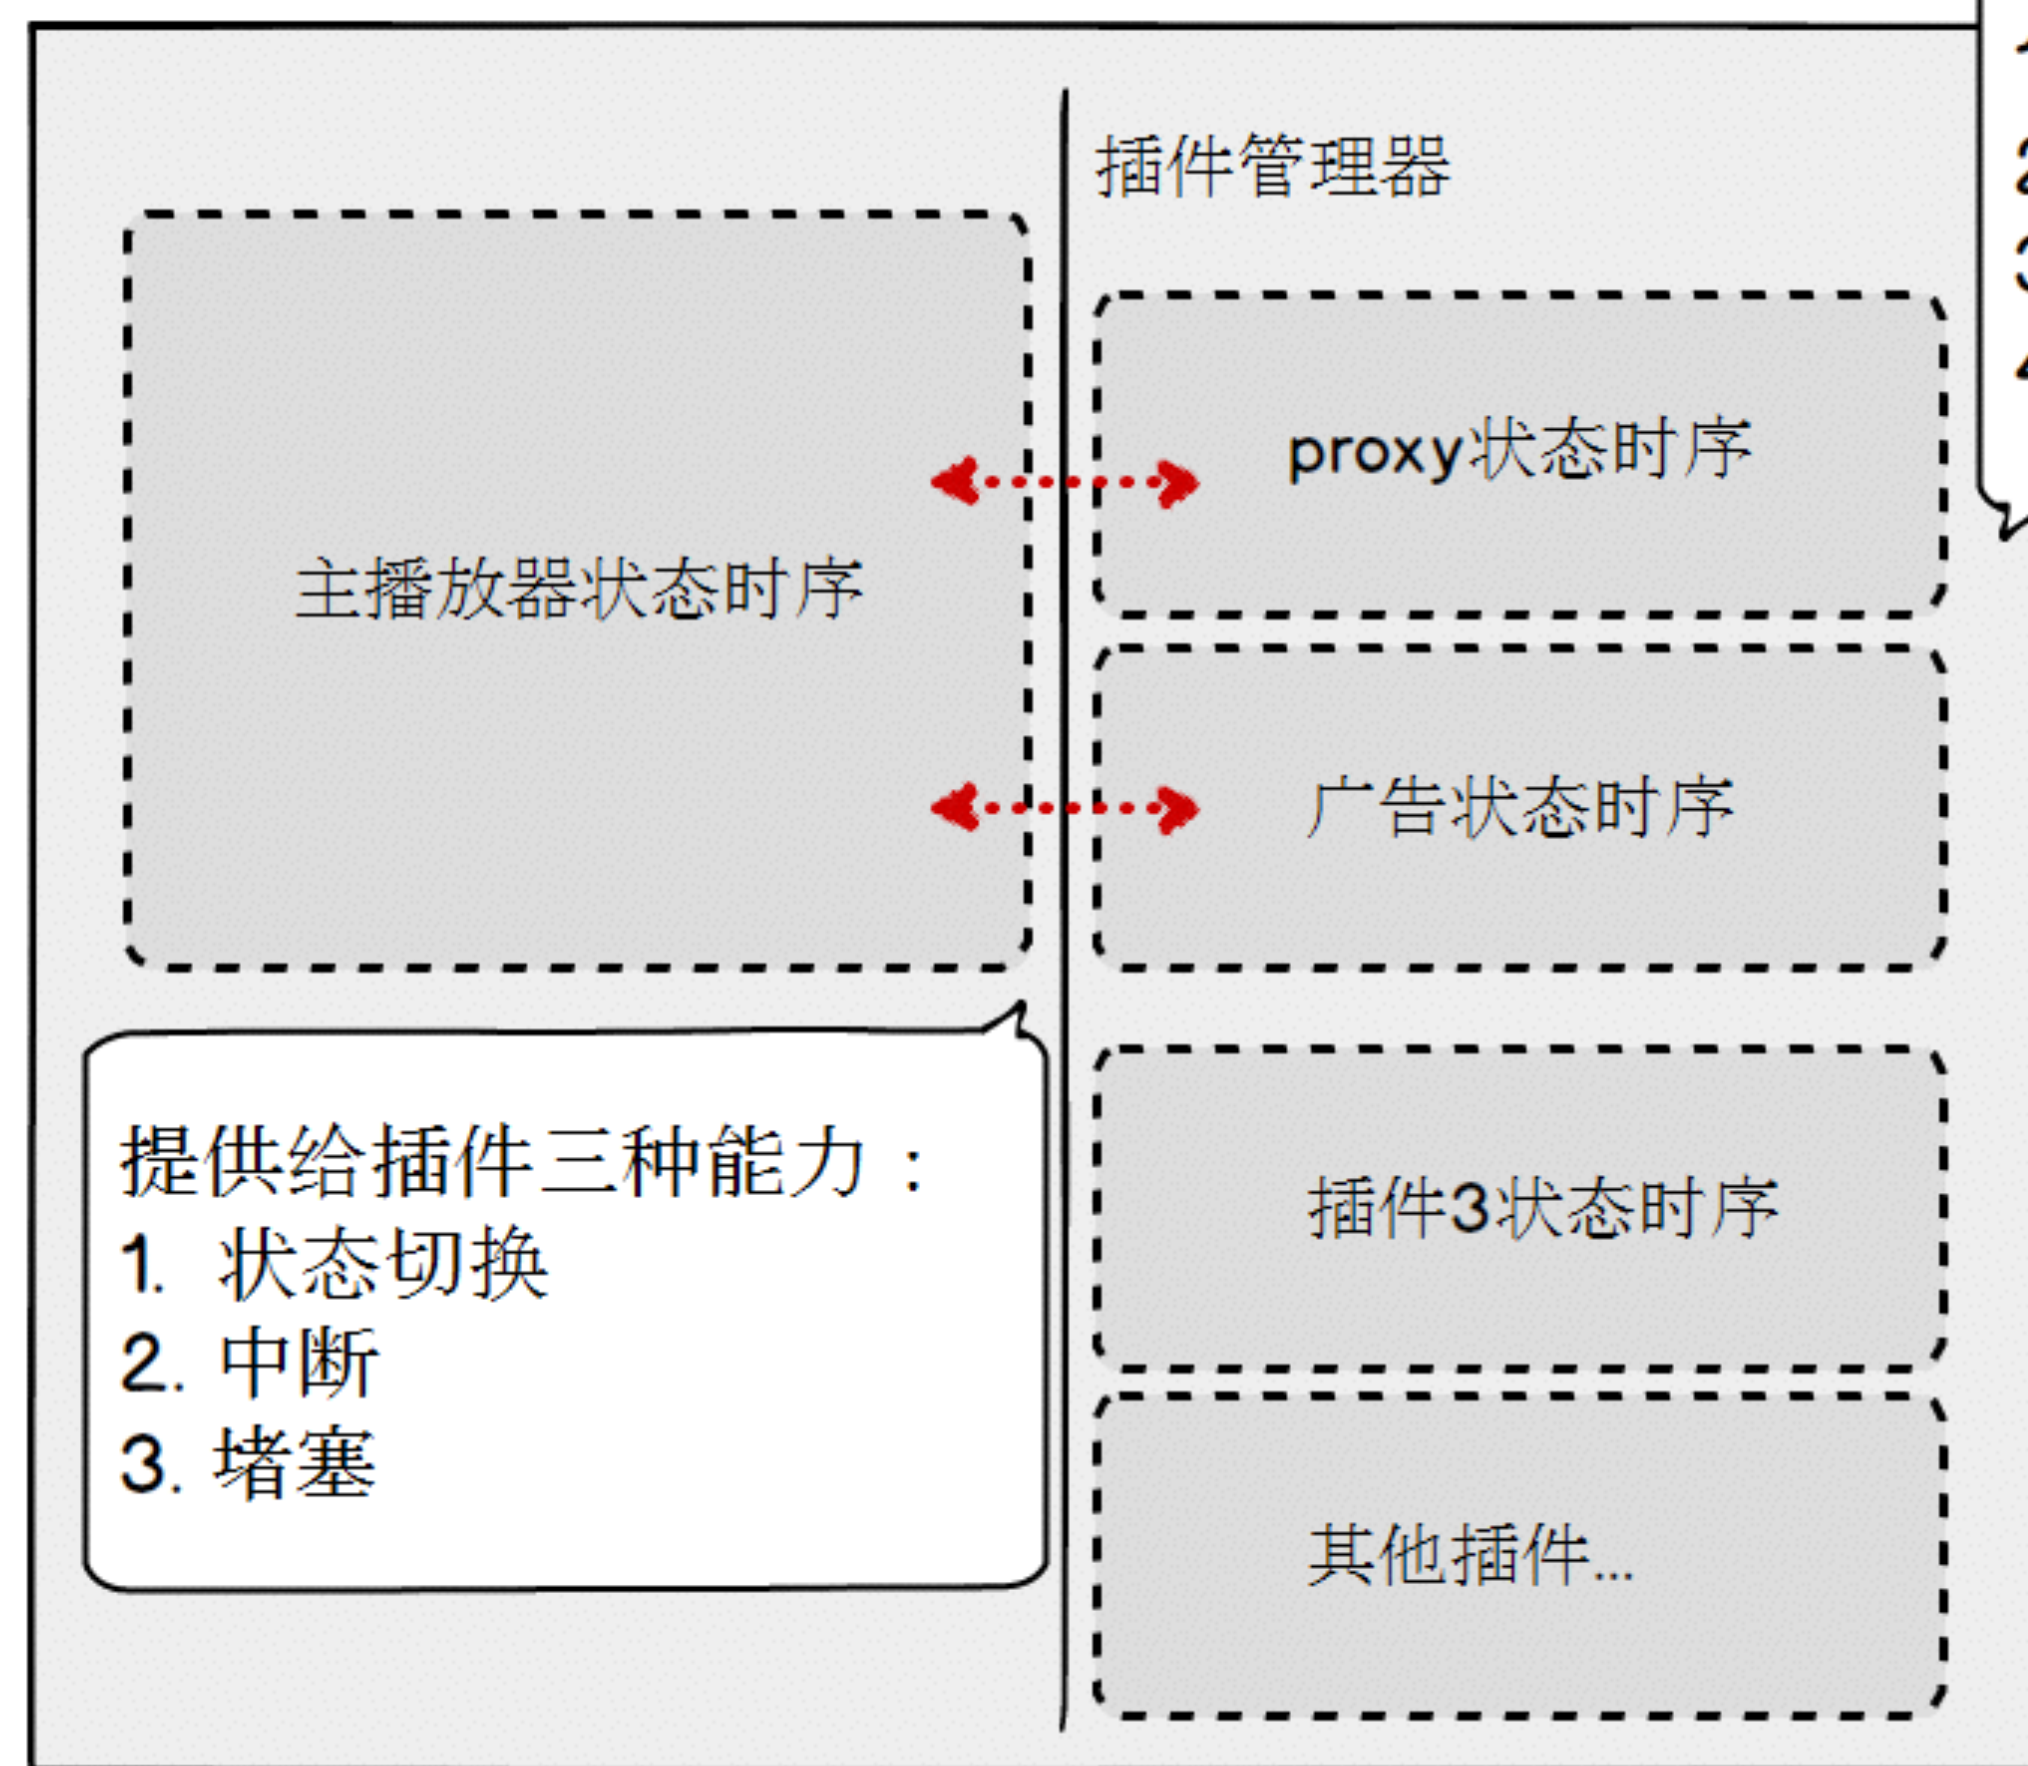 插件管理器
proxy状态时序
主播放器状态时序
广告状态时序
提供给插件三种能力：
1. 状态切换
2. 中断
3. 堵塞
插件3状态时序
其他插件...